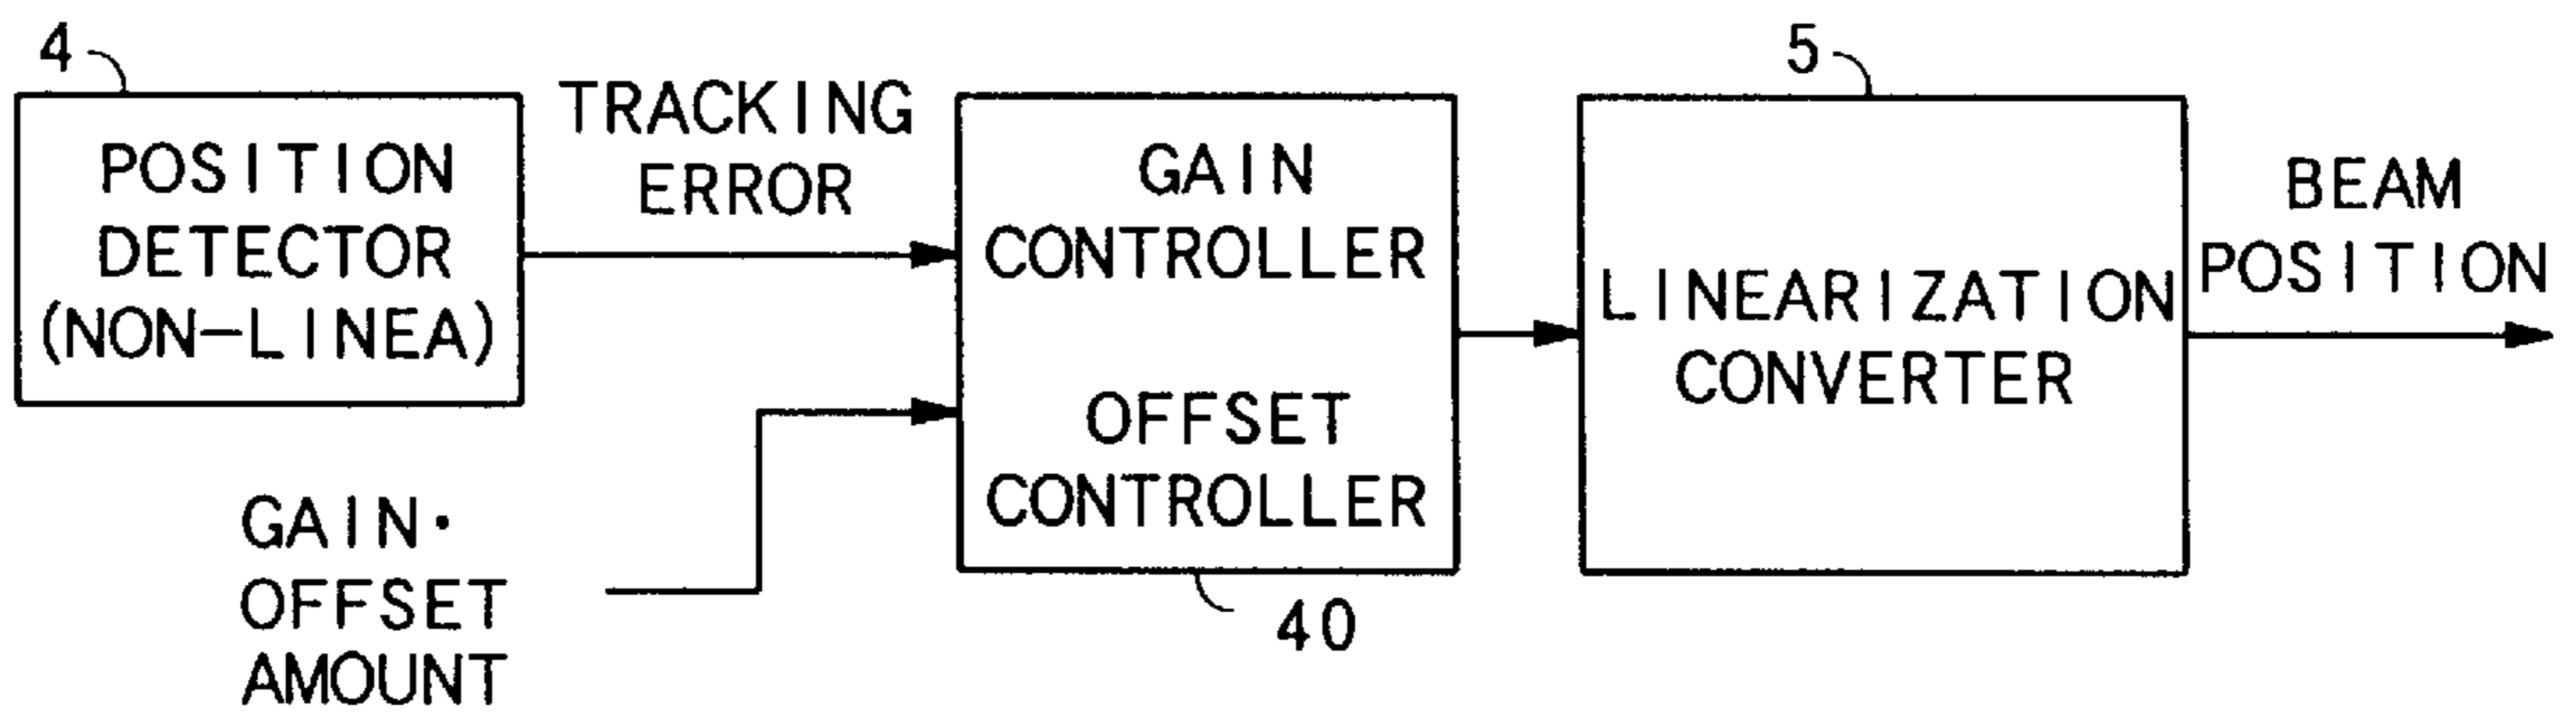 4
POSITION
DETECTOR
(NON-LINEA)
TRACKING
ERROR
GAIN·
OFFSET
AMOUNT
GAIN
CONTROLLER
OFFSET
CONTROLLER
40
5
LINEARIZATION
CONVERTER
BEAM
POSITION